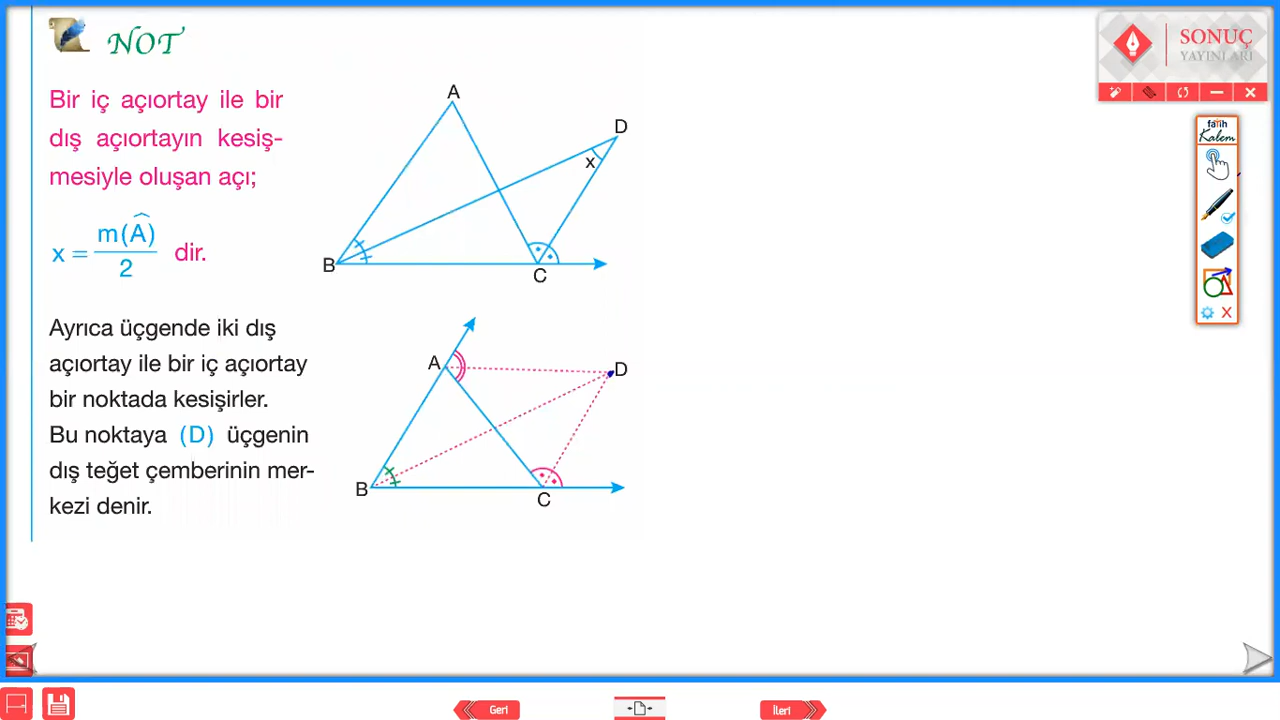 NOT
Bir iç açıortay ile bir
dış açıortayın kesiş-
mesiyle oluşan açı;
x = m(Â)/2 dir.
A
D
x
B
C
Ayrıca üçgende iki dış
açıortay ile bir iç açıortay
bir noktada kesişirler.
Bu noktaya (D) üçgenin
dış teğet çemberinin mer-
kezi denir.
A
D
B
C
SONUÇ
YAYINLARI
fatih
Kalem
X
Geri
İleri